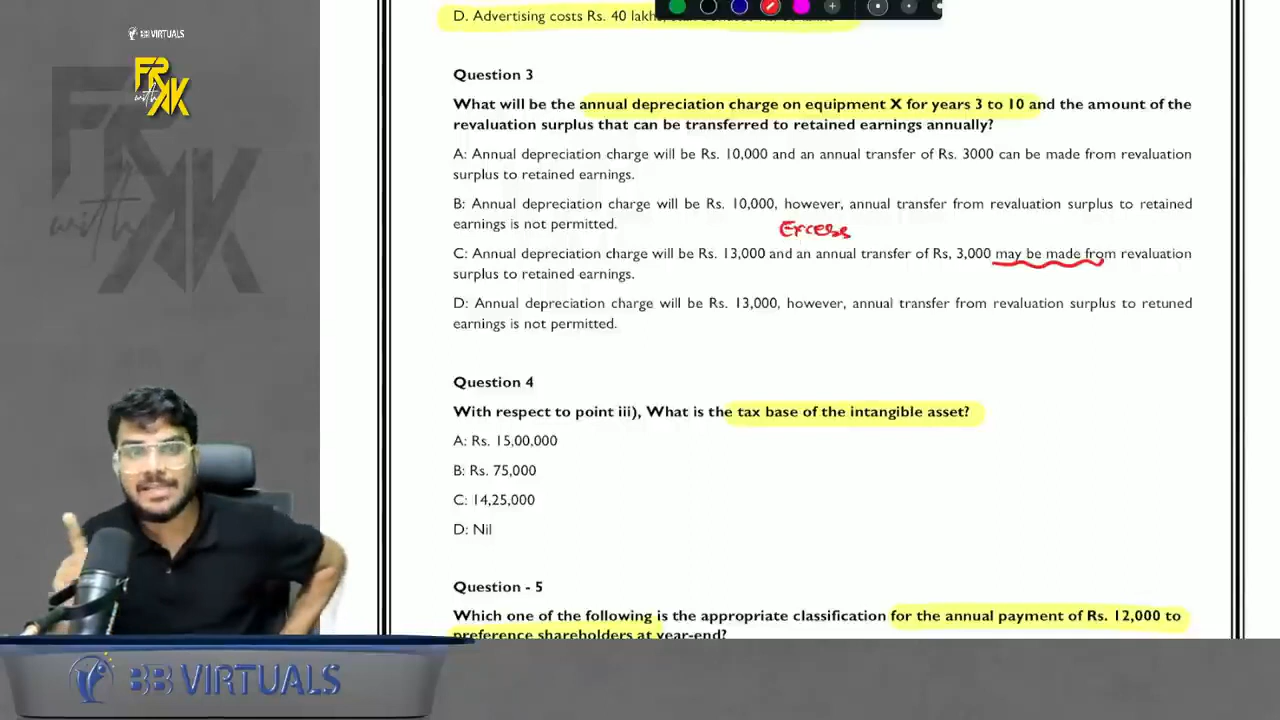 D. Advertising costs Rs. 40
BB VIRTUALS
FR
with
AK
Question 3
What will be the annual depreciation charge on equipment X for years 3 to 10 and the amount of the
revaluation surplus that can be transferred to retained earnings annually?
A: Annual depreciation charge will be Rs. 10,000 and an annual transfer of Rs. 3000 can be made from revaluation
surplus to retained earnings.
B: Annual depreciation charge will be Rs. 10,000, however, annual transfer from revaluation surplus to retained
earnings is not permitted.
Excess
C: Annual depreciation charge will be Rs. 13,000 and an annual transfer of Rs, 3,000 may be made from revaluation
surplus to retained earnings.
D: Annual depreciation charge will be Rs. 13,000, however, annual transfer from revaluation surplus to retuned
earnings is not permitted.
Question 4
With respect to point iii), What is the tax base of the intangible asset?
A: Rs. 15,00,000
B: Rs. 75,000
C: 14,25,000
D: Nil
Question - 5
Which one of the following is the appropriate classification for the annual payment of Rs. 12,000 to
preference shareholders at year-end?
BB VIRTUALS